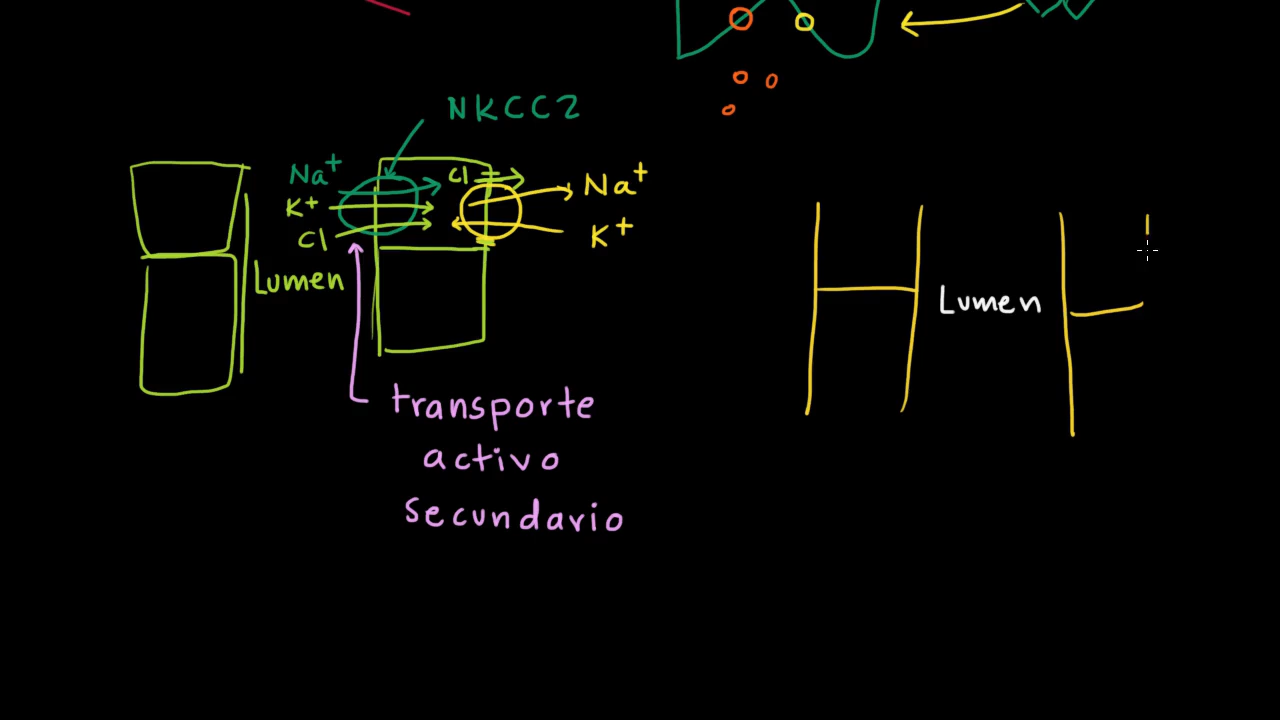 NKCC2
Na+
K+
Cl
Cl
Na+
K+
Lumen
Lumen
transporte
activo
secundario